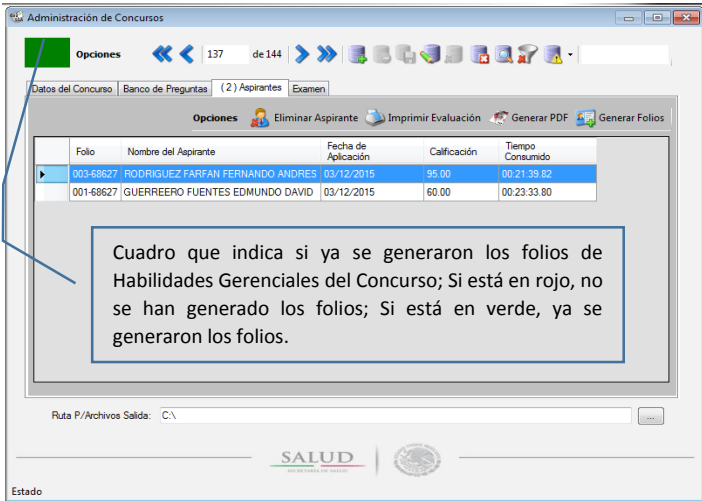 Administración de Concursos
Opciones 137 de 144
Datos del Concurso Banco de Preguntas (2) Aspirantes Examen
Opciones Eliminar Aspirante Imprimir Evaluación Generar PDF Generar Folios
Folio Nombre del Aspirante Fecha de Aplicación Calificación Tiempo Consumido
003-68627 RODRIGUEZ FARFAN FERNANDO ANDRES 03/12/2015 95.00 00:21:39.82
001-68627 GUERREERO FUENTES EDMUNDO DAVID 03/12/2015 60.00 00:23:33.80
Cuadro que indica si ya se generaron los folios de
Habilidades Gerenciales del Concurso; Si está en rojo, no
se han generado los folios; Si está en verde, ya se
generaron los folios.
Ruta P/Archivos Salida: C:\ ...
SALUD
SECRETARÍA DE SALUD
Estado